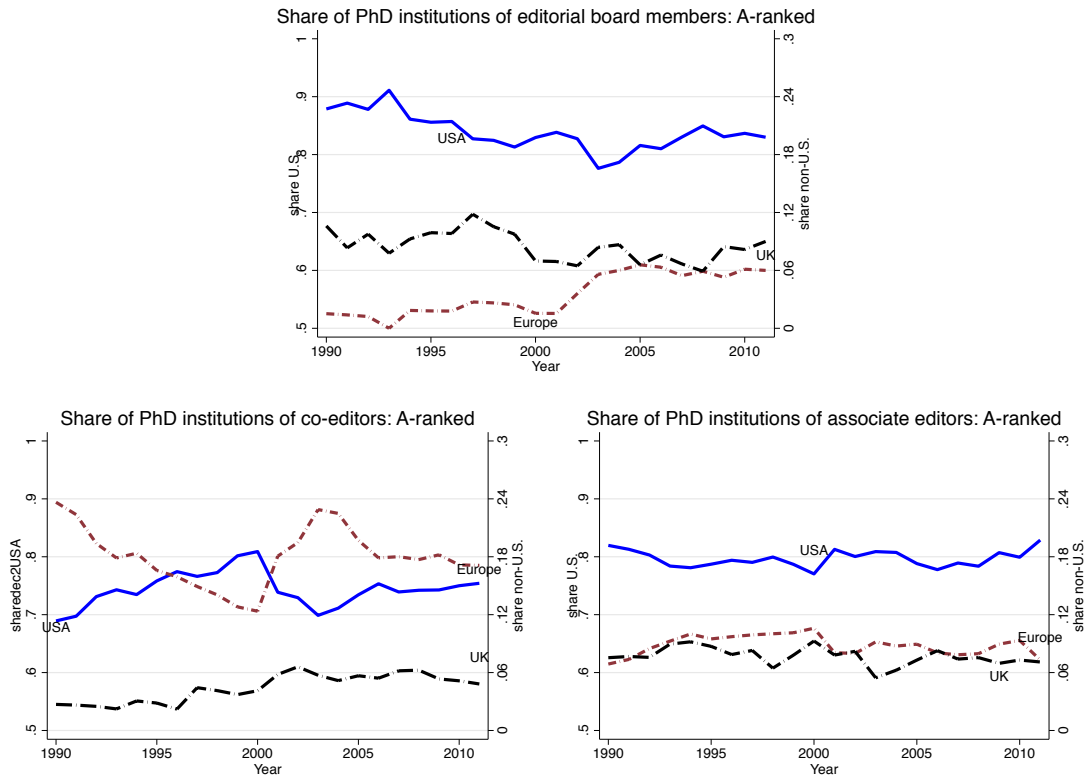 Share of PhD institutions of editorial board members: A-ranked
1
.9
.8
.7
.6
.5
share U.S.
.3
.24
.18
.12
.06
0
share non-U.S.
USA
UK
Europe
1990
1995
2000
2005
2010
Year
Share of PhD institutions of co-editors: A-ranked
1
.9
.8
.7
.6
.5
sharedec2USA
.3
.24
.18
.12
.06
0
share non-U.S.
Europe
USA
UK
1990
1995
2000
2005
2010
Year
Share of PhD institutions of associate editors: A-ranked
1
.9
.8
.7
.6
.5
share U.S.
.3
.24
.18
.12
.06
0
share non-U.S.
USA
Europe
UK
1990
1995
2000
2005
2010
Year